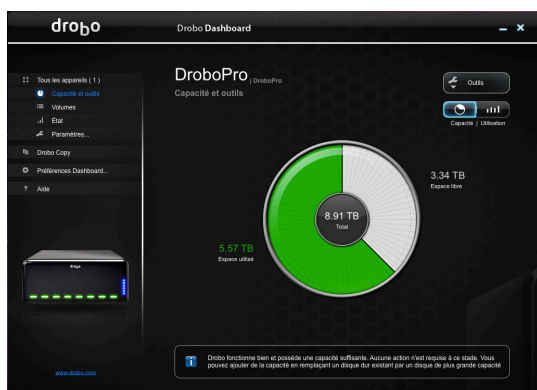 drobo
Drobo Dashboard
Tous les appareils ( 1 )
Capacité et outils
Volumes
État
Paramètres...
Drobo Copy
Préférences Dashboard...
? Aide
drobo
www.drobo.com
DroboPro | DroboPro
Capacité et outils
Outils
Capacité | Utilisation
3.34 TB
Espace libre
8.91 TB
Total
5.57 TB
Espace utilisé
Drobo fonctionne bien et possède une capacité suffisante. Aucune action n'est requise à ce stade. Vous
pouvez ajouter de la capacité en remplaçant un disque dur existant par un disque de plus grande capacité